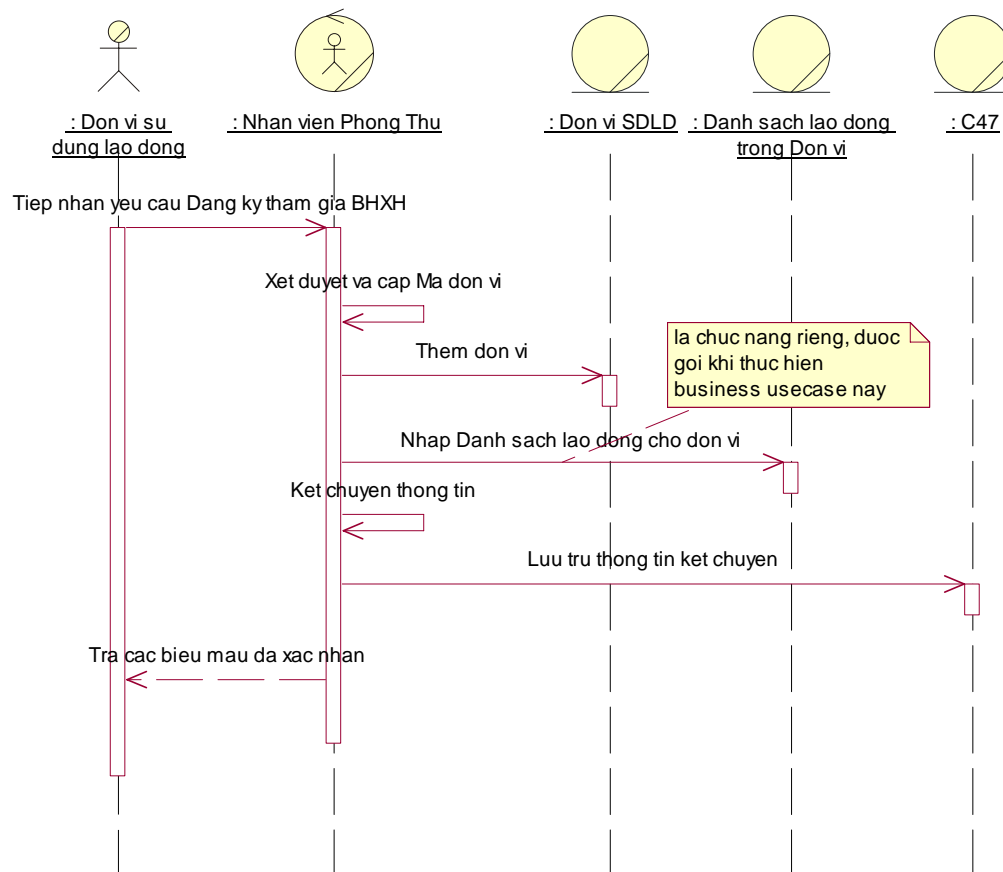 : Don vi su
dung lao dong
: Nhan vien Phong Thu
: Don vi SDLD
: Danh sach lao dong
trong Don vi
: C47
Tiep nhan yeu cau Dang ky tham gia BHXH
Xet duyet va cap Ma don vi
Them don vi
la chuc nang rieng, duoc
goi khi thuc hien
business usecase nay
Nhap Danh sach lao dong cho don vi
Ket chuyen thong tin
Luu tru thong tin ket chuyen
Tra cac bieu mau da xac nhan